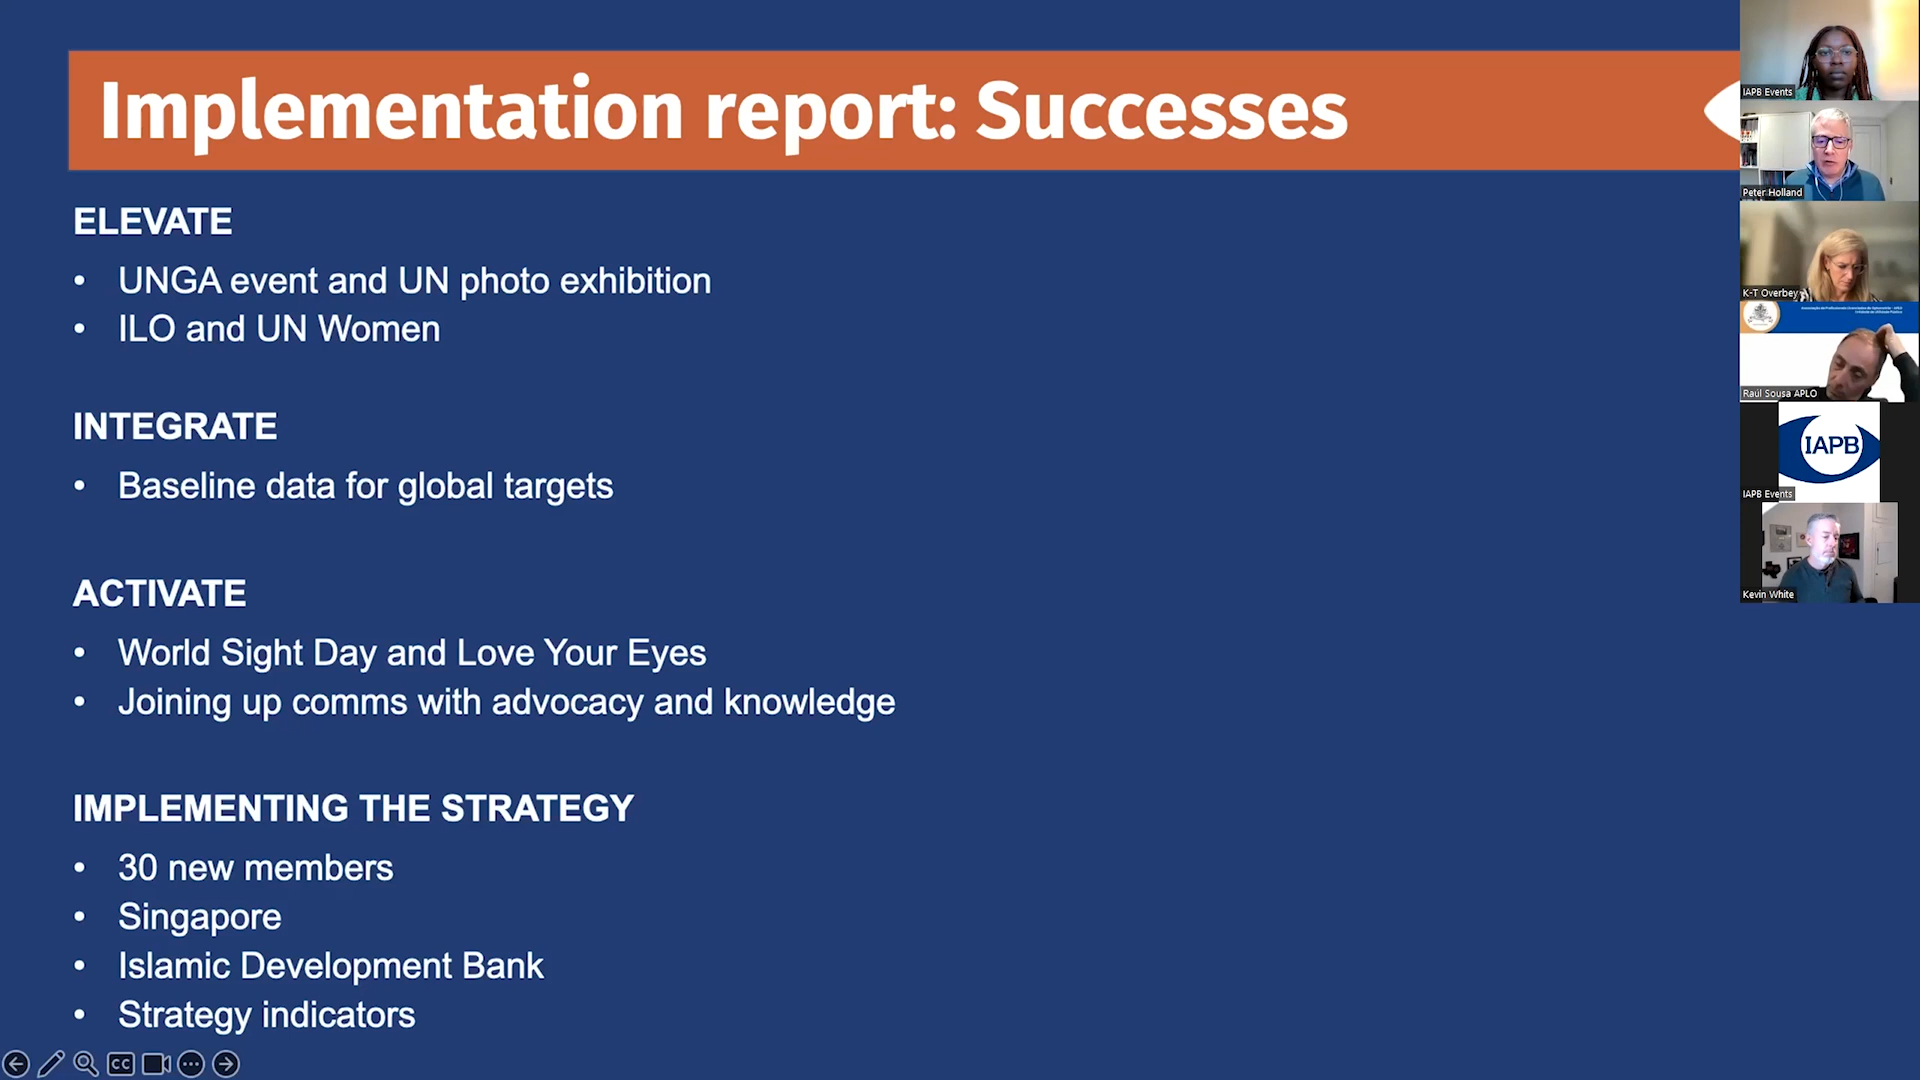 Implementation report: Successes
ELEVATE
• UNGA event and UN photo exhibition
• ILO and UN Women
INTEGRATE
• Baseline data for global targets
ACTIVATE
• World Sight Day and Love Your Eyes
• Joining up comms with advocacy and knowledge
IMPLEMENTING THE STRATEGY
• 30 new members
• Singapore
• Islamic Development Bank
• Strategy indicators
CC
IAPB Events
Peter Holland
K-T Overbey
Raúl Sousa APLO
IAPB
IAPB Events
Kevin White